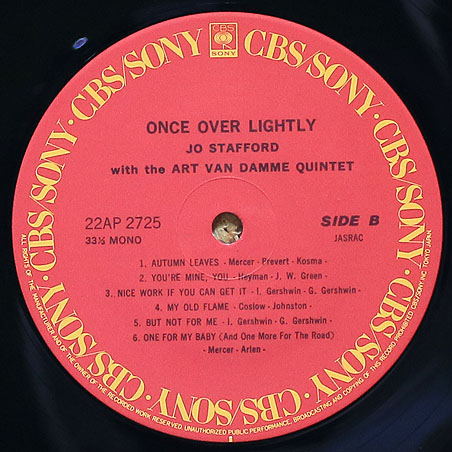 CBS
SONY
CBS/SONY · CBS/SONY · CBS/SONY · CBS/SONY · CBS/SONY · CBS/SONY · CBS/SONY
ONCE OVER LIGHTLY
JO STAFFORD
with the ART VAN DAMME QUINTET
22AP 2725
33⅓ MONO
SIDE B
JASRAC
1. AUTUMN LEAVES - Mercer - Prevert - Kosma -
2. YOU'RE MINE, YOU - Heyman - J. W. Green -
3. NICE WORK IF YOU CAN GET IT - I. Gershwin - G. Gershwin -
4. MY OLD FLAME - Coslow - Johnston -
5. BUT NOT FOR ME - I. Gershwin - G. Gershwin -
6. ONE FOR MY BABY (And One More For The Road)
- Mercer - Arlen -
ALL RIGHTS OF THE MANUFACTURER AND OF THE OWNER OF THE RECORDED WORK RESERVED. UNAUTHORIZED PUBLIC PERFORMANCE, BROADCASTING AND COPYING OF THIS RECORD PROHIBITED. CBS/SONY INC. TOKYO JAPAN.